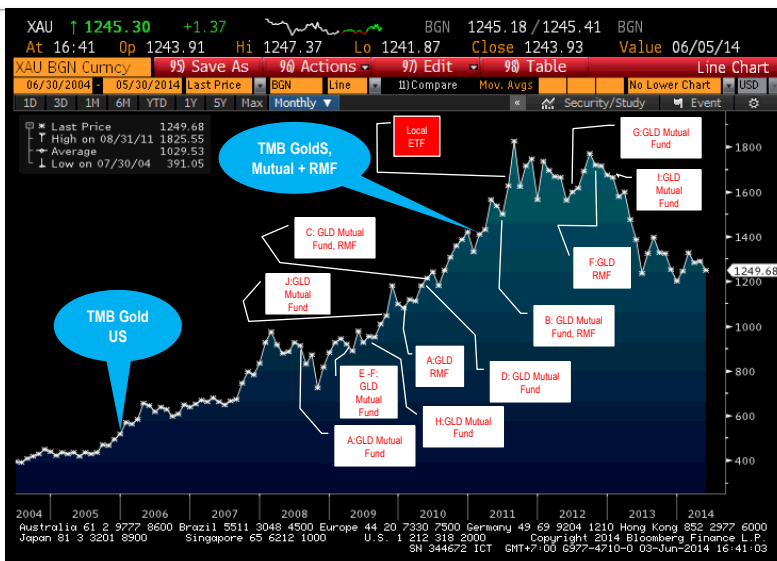 XAU ↑ 1245.30 +1.37 BGN 1245.18/1245.41 BGN
At 16:41 Op 1243.91 Hi 1247.37 Lo 1241.87 Close 1243.93 Value 06/05/14
XAU BGN Curncy 95) Save As 96) Actions 97) Edit 98) Table Line Chart
06/30/2004 - 05/30/2014 Last Price BGN Line 11) Compare Mov. Avgs No Lower Chart USD
1D 3D 1M 6M YTD 1Y 5Y Max Monthly ▼ « Security/Study Event
Last Price 1249.68
High on 08/31/11 1825.55
Average 1029.53
Low on 07/30/04 391.05
Local
ETF
G:GLD Mutual
Fund
TMB GoldS,
Mutual + RMF
I:GLD
Mutual
Fund
C: GLD Mutual
Fund, RMF
F:GLD
RMF
J:GLD
Mutual
Fund
TMB Gold
US
B: GLD Mutual
Fund, RMF
A:GLD
RMF
D: GLD Mutual
Fund
E -F:
GLD
Mutual
Fund
H:GLD Mutual
Fund
A:GLD Mutual
Fund
1800
1600
1400
1249.68
1200
1000
800
600
400
2004 2005 2006 2007 2008 2009 2010 2011 2012 2013 2014
Australia 61 2 9777 8600 Brazil 5511 3048 4500 Europe 44 20 7330 7500 Germany 49 69 9204 1210 Hong Kong 852 2977 6000
Japan 81 3 3201 8900 Singapore 65 6212 1000 U.S. 1 212 318 2000 Copyright 2014 Bloomberg Finance L.P.
SN 344672 ICT GMT+7:00 G977-4710-0 03-Jun-2014 16:41:03